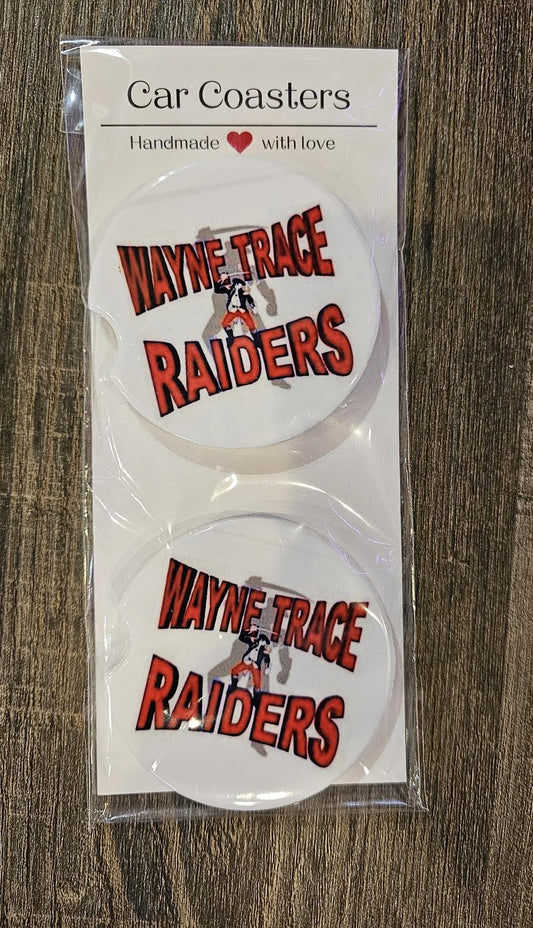 Car Coasters
Handmade with love
WAYNE TRACE
RAIDERS
WAYNE TRACE
RAIDERS